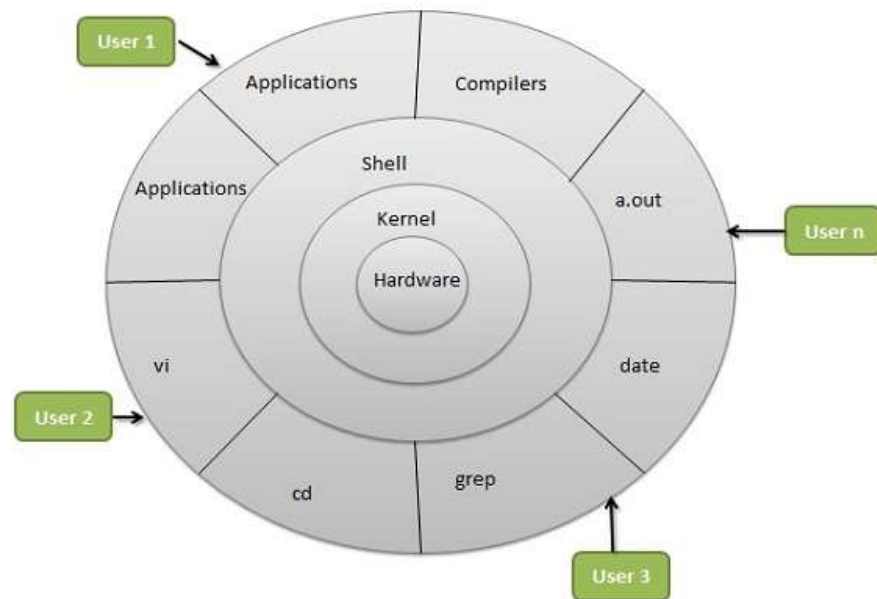 User 1
Applications
Compilers
Shell
Applications
a.out
Kernel
User n
Hardware
vi
date
User 2
cd
grep
User 3